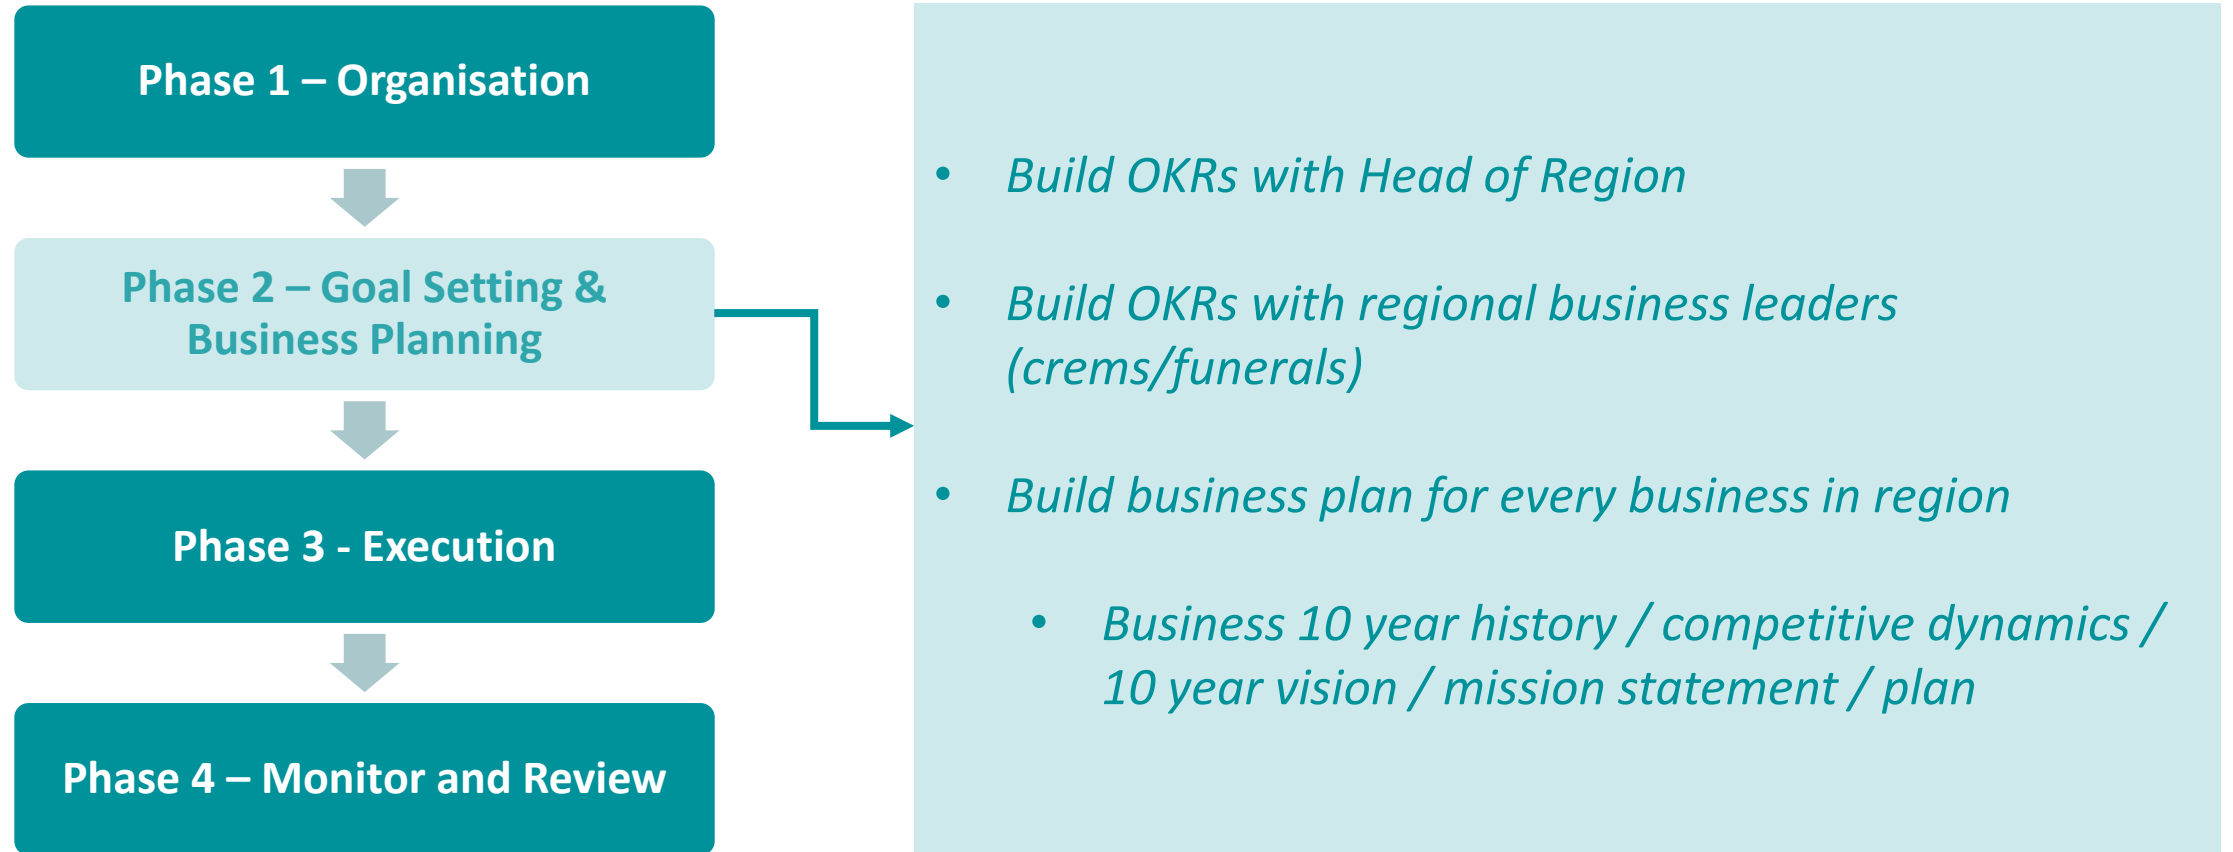 Phase 1 – Organisation
Phase 2 – Goal Setting &
Business Planning
Phase 3 - Execution
Phase 4 – Monitor and Review
• Build OKRs with Head of Region
• Build OKRs with regional business leaders
(crems/funerals)
• Build business plan for every business in region
• Business 10 year history / competitive dynamics /
10 year vision / mission statement / plan